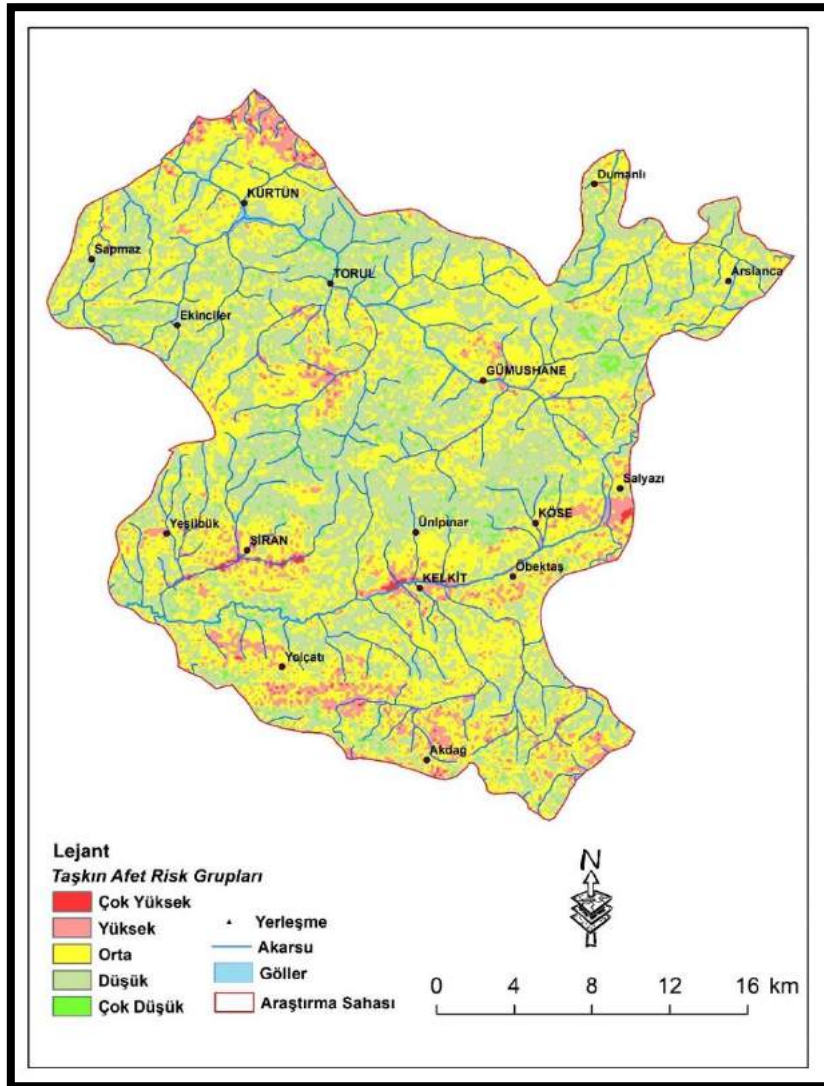 KÜRTÜN
Dumanlı
Sapmaz
TORUL
Arslanca
Ekinciler
GÜMUSHANE
Salyazı
Yeşilbük
ŞİRAN
Ünlpınar
KÖSE
KELKİT
Öbektaş
Yolçatı
Akdağ
Lejant
Taşkın Afet Risk Grupları
Çok Yüksek
Yüksek
Orta
Düşük
Çok Düşük
Yerleşme
Akarsu
Göller
Araştırma Sahası
N
0 4 8 12 16 km